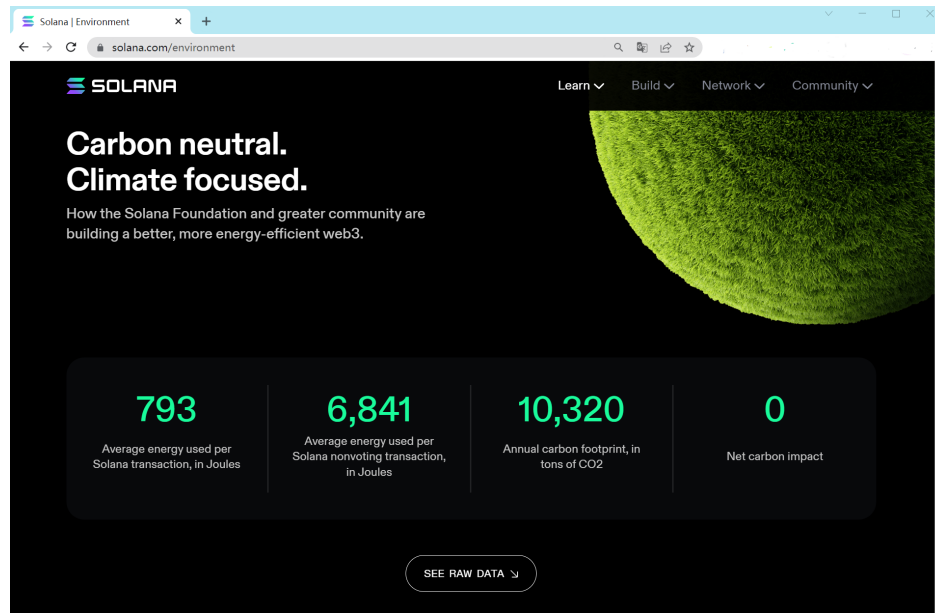 Solana | Environment
solana.com/environment
SOLANA
Learn
Build
Network
Community
Carbon neutral.
Climate focused.
How the Solana Foundation and greater community are
building a better, more energy-efficient web3.
793
Average energy used per
Solana transaction, in Joules
6,841
Average energy used per
Solana nonvoting transaction,
in Joules
10,320
Annual carbon footprint, in
tons of CO2
0
Net carbon impact
SEE RAW DATA